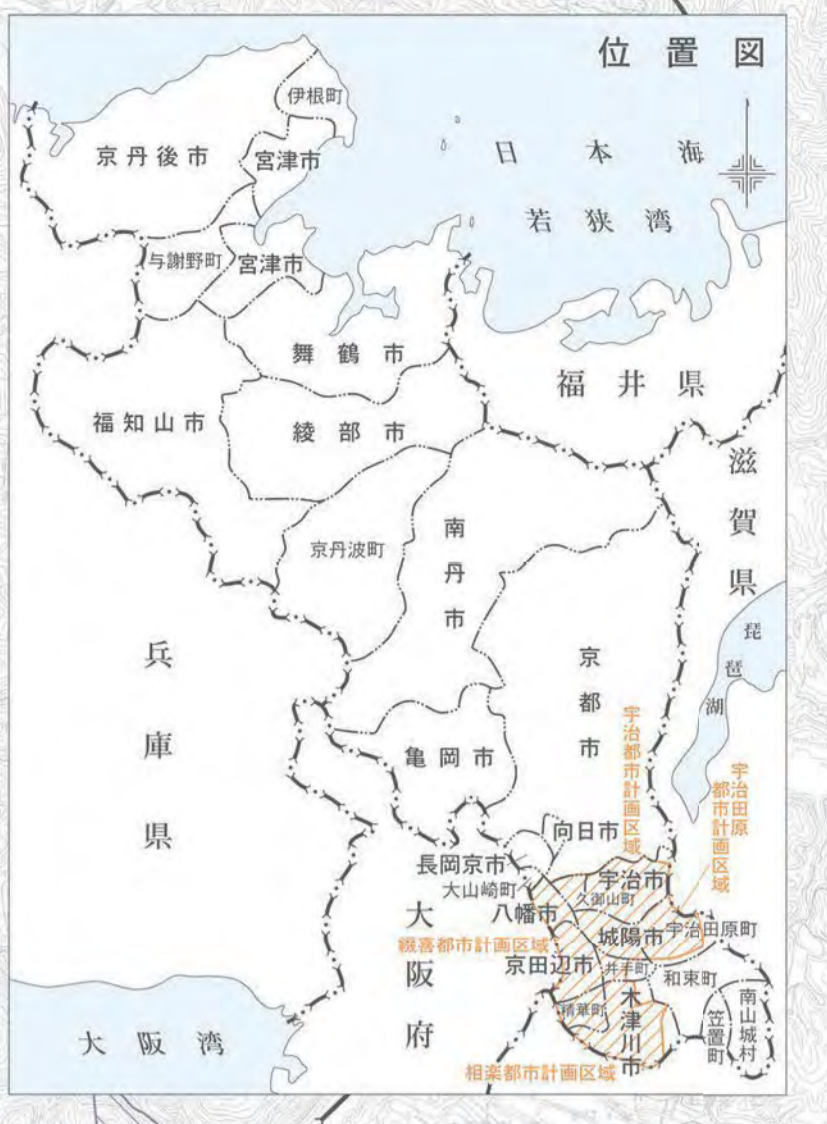 位置図
伊根町
京丹後市
宮津市
日本海
若狭湾
与謝野町
宮津市
舞鶴市
福井県
福知山市
綾部市
滋賀県
京丹波町
南丹市
琵琶湖
兵庫県
京都市
宇治都市計画区域
宇治田原
都市計画区域
亀岡市
向日市
長岡京市
大山崎町
宇治市
久御山町
八幡市
大阪府
城陽市
宇治田原町
綴喜都市計画区域
京田辺市
井手町
和束町
精華町
木津川市
笠置町
南山城村
大阪湾
相楽都市計画区域